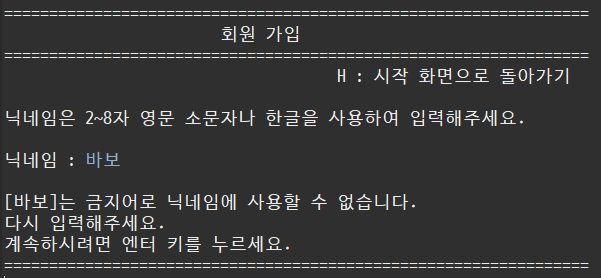 =================================================================
회원 가입
=================================================================
H : 시작 화면으로 돌아가기
닉네임은 2~8자 영문 소문자나 한글을 사용하여 입력해주세요.
닉네임 : 바보
[바보]는 금지어로 닉네임에 사용할 수 없습니다.
다시 입력해주세요.
계속하시려면 엔터 키를 누르세요.
=================================================================